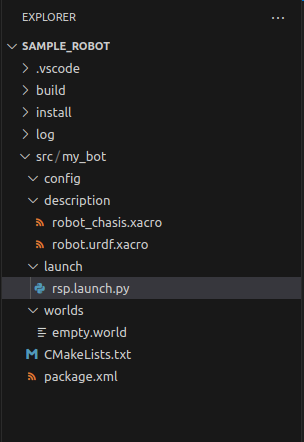 EXPLORER ...
SAMPLE_ROBOT
.vscode
build
install
log
src/my_bot
config
description
robot_chasis.xacro
robot.urdf.xacro
launch
rsp.launch.py
worlds
empty.world
CMakeLists.txt
package.xml